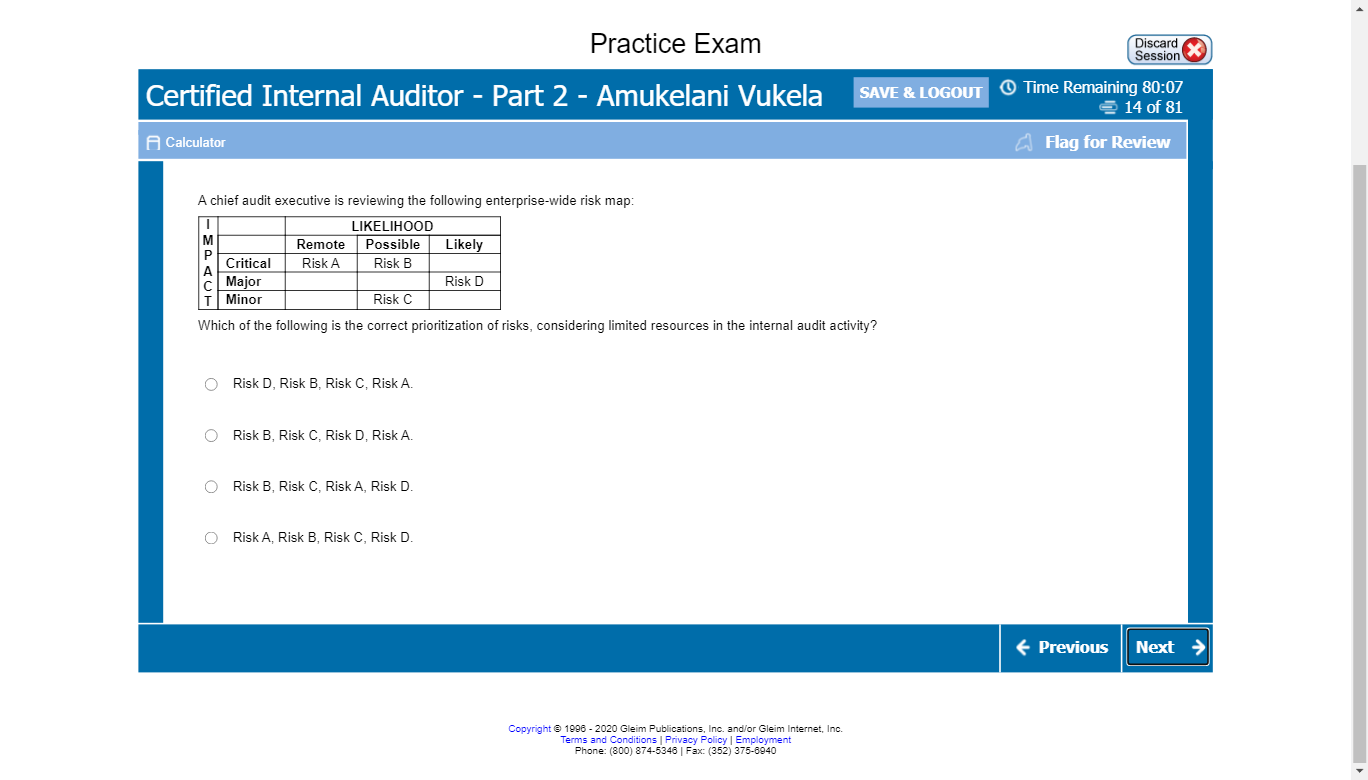 Practice Exam
Discard
Session
Certified Internal Auditor - Part 2 - Amukelani Vukela
SAVE & LOGOUT
Time Remaining 80:07
14 of 81
Calculator
Flag for Review
A chief audit executive is reviewing the following enterprise-wide risk map:
IMPACT
LIKELIHOOD
Remote Possible Likely
Critical Risk A Risk B
Major Risk D
Minor Risk C
Which of the following is the correct prioritization of risks, considering limited resources in the internal audit activity?
Risk D, Risk B, Risk C, Risk A.
Risk B, Risk C, Risk D, Risk A.
Risk B, Risk C, Risk A, Risk D.
Risk A, Risk B, Risk C, Risk D.
Previous
Next
Copyright © 1996 - 2020 Gleim Publications, Inc. and/or Gleim Internet, Inc.
Terms and Conditions | Privacy Policy | Employment
Phone: (800) 874-5346 | Fax: (352) 375-6940